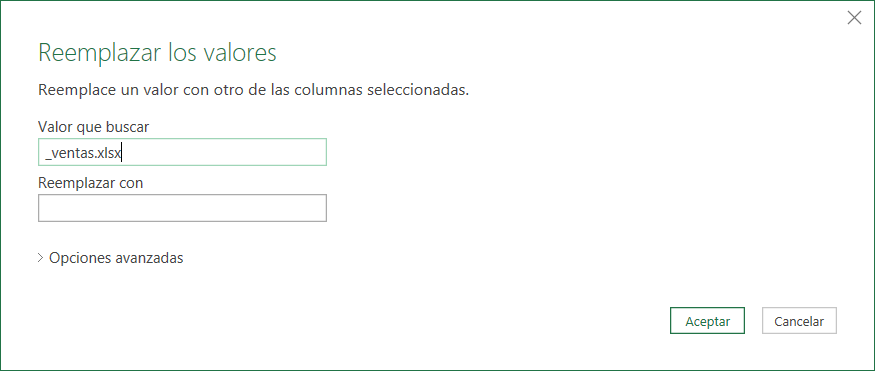 Reemplazar los valores
Reemplace un valor con otro de las columnas seleccionadas.
Valor que buscar
_ventas.xlsx
Reemplazar con
Opciones avanzadas
Aceptar Cancelar